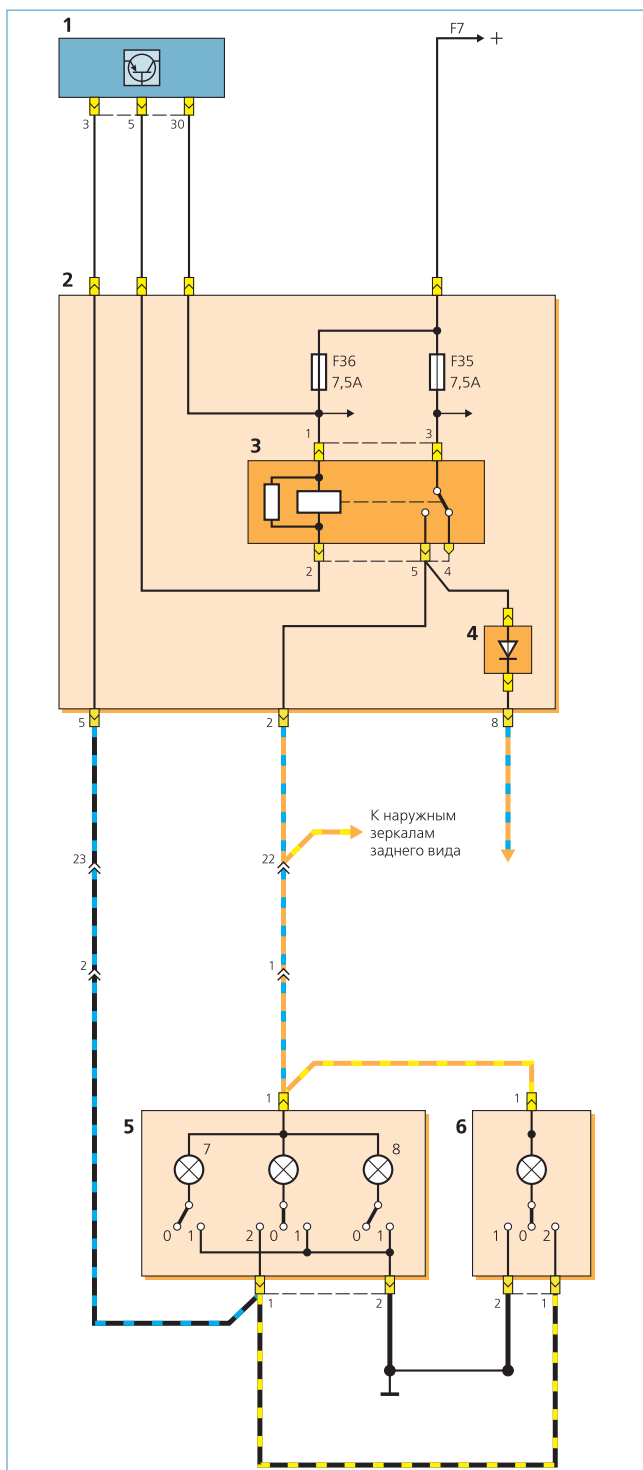 1
F7
+
3 5 30
2
F36
7,5A
F35
7,5A
1 3
3
2 5 4
4
5 2 8
К наружным
зеркалам
заднего вида
23 22
2 1
1 1
5 6
7 8
0 1 2 0 1 0 1
1 0 2
1 2 2 1